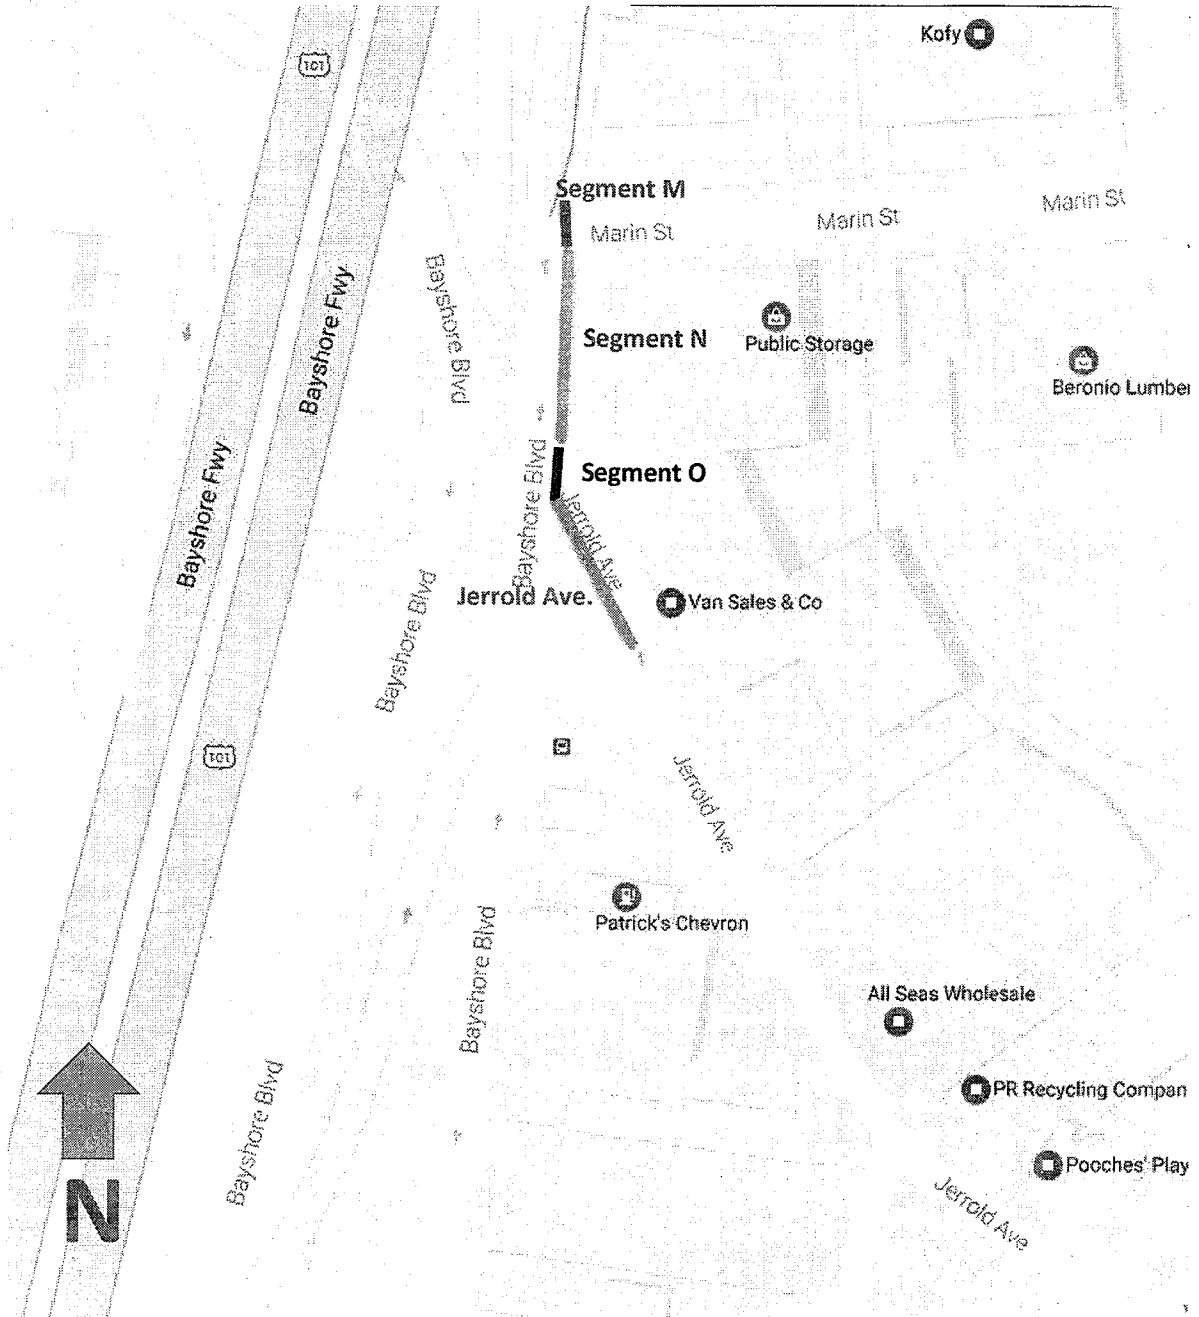 Kofy
101
Segment M
Marin St
Marin St
Marin St
Bayshore Fwy
Bayshore Blvd
Segment N
Public Storage
Beronio Lumber
Bayshore Fwy
Bayshore Blvd
Segment O
Jerrold Ave
Jerrold Ave.
Van Sales & Co
Bayshore Blvd
101
Jerrold Ave
Patrick's Chevron
Bayshore Blvd
All Seas Wholesale
PR Recycling Compan
Bayshore Blvd
Pooches' Play
Jerrold Ave
N